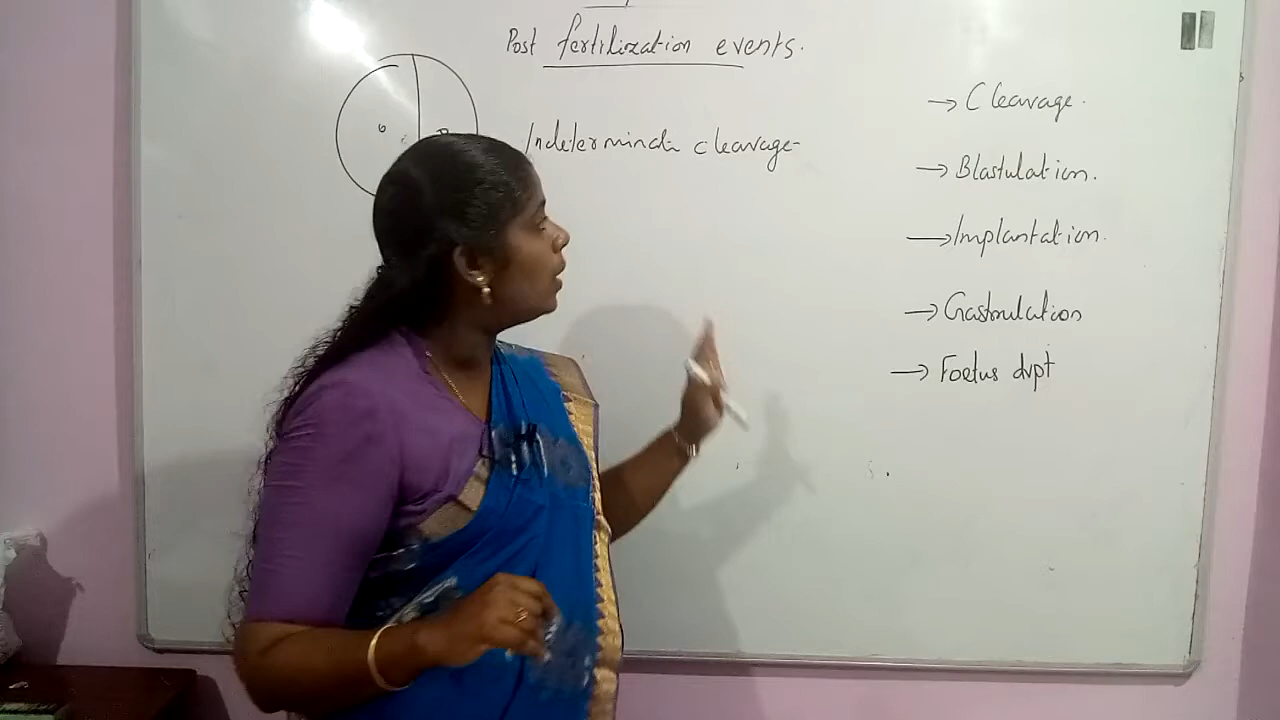 Post fertilization events.
Indeterminate cleavage
→ Cleavage.
→ Blastulation.
→ Implantation.
→ Gastrulation
→ Foetus dvpt